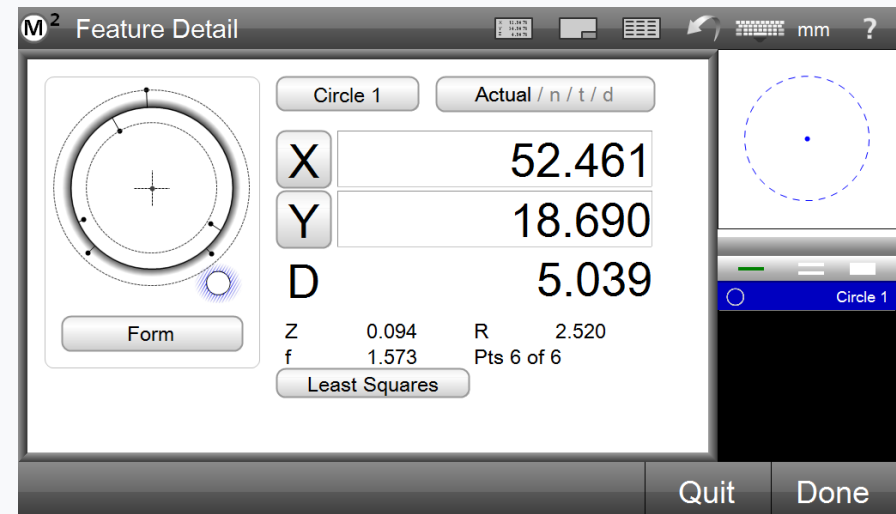 M² Feature Detail
mm ?
Circle 1 Actual / n / t / d
X 52.461
Y 18.690
D 5.039
Z 0.094 R 2.520
f 1.573 Pts 6 of 6
Form
Least Squares
Circle 1
Quit Done